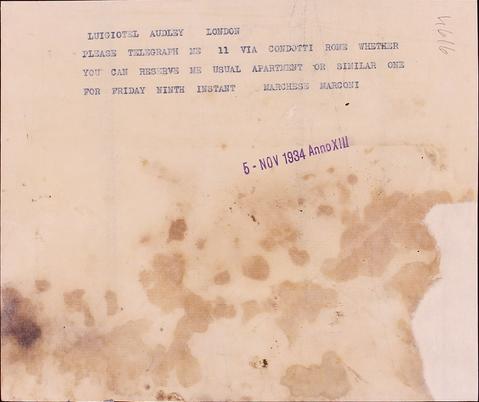 LUIGIOTEL AUDLEY LONDON
PLEASE TELEGRAPH ME 11 VIA CONDOTTI ROME WHETHER
YOU CAN RESERVE ME USUAL APARTMENT OR SIMILAR ONE
FOR FRIDAY NINTH INSTANT MARCHESE MARCONI
5-NOV 1934 Anno XIII